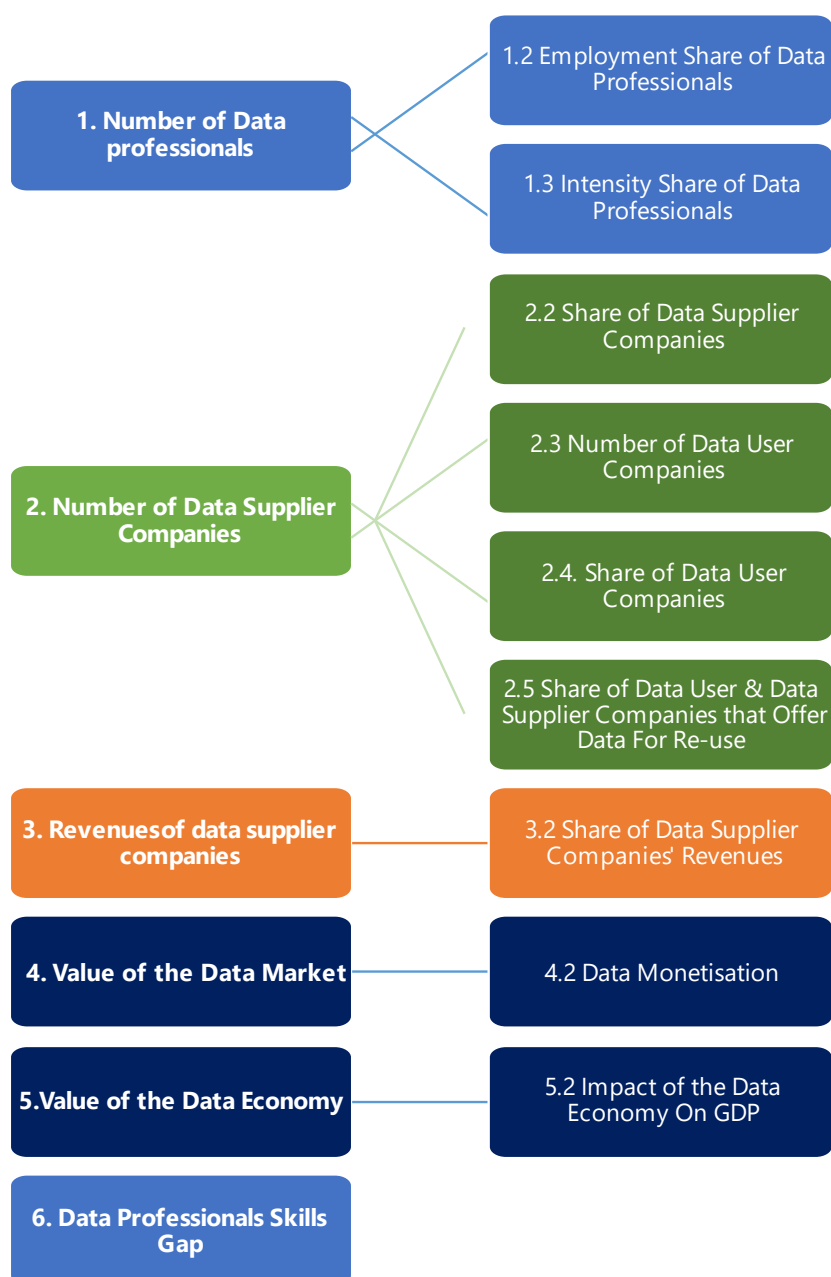 1. Number of Data
professionals
1.2 Employment Share of Data
Professionals
1.3 Intensity Share of Data
Professionals
2. Number of Data Supplier
Companies
2.2 Share of Data Supplier
Companies
2.3 Number of Data User
Companies
2.4. Share of Data User
Companies
2.5 Share of Data User & Data
Supplier Companies that Offer
Data For Re-use
3. Revenuesof data supplier
companies
3.2 Share of Data Supplier
Companies' Revenues
4. Value of the Data Market
4.2 Data Monetisation
5.Value of the Data Economy
5.2 Impact of the Data
Economy On GDP
6. Data Professionals Skills
Gap